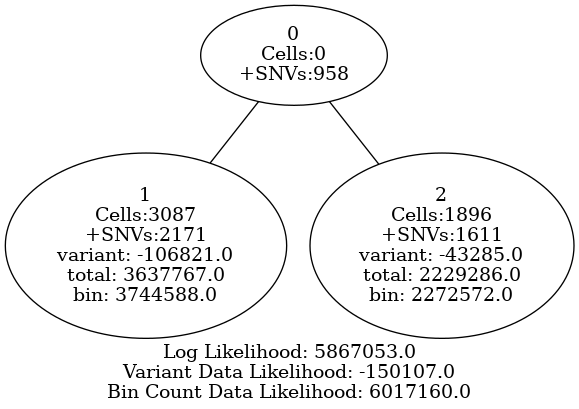 0
Cells:0
+SNVs:958
1
Cells:3087
+SNVs:2171
variant: -106821.0
total: 3637767.0
bin: 3744588.0
2
Cells:1896
+SNVs:1611
variant: -43285.0
total: 2229286.0
bin: 2272572.0
Log Likelihood: 5867053.0
Variant Data Likelihood: -150107.0
Bin Count Data Likelihood: 6017160.0